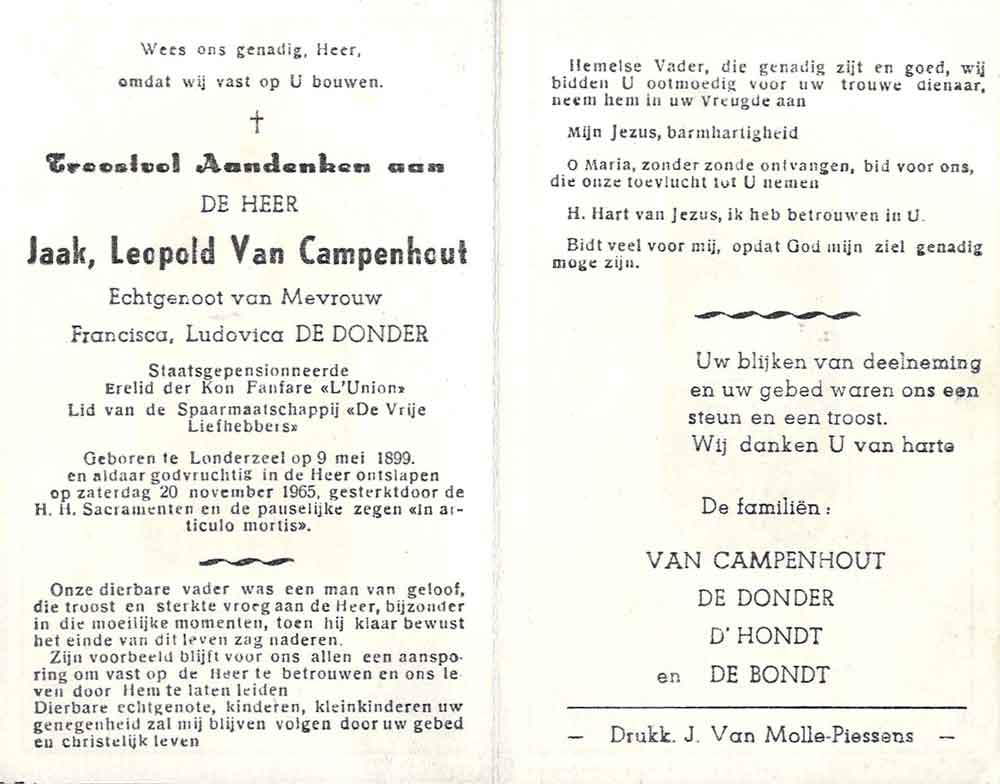 Wees ons genadig, Heer,
omdat wij vast op U bouwen.
†
Troostvol Aandenken aan
DE HEER
Jaak, Leopold Van Campenhout
Echtgenoot van Mevrouw
Francisca, Ludovica DE DONDER
Staatsgepensionneerde
Erelid der Kon Fanfare «L'Union»
Lid van de Spaarmaatschappij «De Vrije
Liefhebbers»
Geboren te Londerzeel op 9 mei 1899.
en aldaar godvruchtig in de Heer ontslapen
op zaterdag 20 november 1965, gesterktdoor de
H. H. Sacramenten en de pauselijke zegen «In ar-
ticulo mortis».
Onze dierbare vader was een man van geloof,
die troost en sterkte vroeg aan de Heer, bijzonder
in die moeilijke momenten, toen hij klaar bewust
het einde van dit leven zag naderen.
Zijn voorbeeld blijft voor ons allen een aanspo-
ring om vast op de Heer te betrouwen en ons le
ven door Hem te laten leiden
Dierbare echtgenote, kinderen, kleinkinderen uw
genegenheid zal mij blijven volgen door uw gebed
en christelijk leven
Hemelse Vader, die genadig zijt en goed, wij
bidden U ootmoedig voor uw trouwe dienaar,
neem hem in uw Vreugde aan
Mijn Jezus, barmhartigheid
O Maria, zonder zonde ontvangen, bid voor ons,
die onze toevlucht tot U nemen
H. Hart van Jezus, ik heb betrouwen in U.
Bidt veel voor mij, opdat God mijn ziel genadig
moge zijn.
Uw blijken van deelneming
en uw gebed waren ons een
steun en een troost.
Wij danken U van harte
De familiën :
VAN CAMPENHOUT
DE DONDER
D'HONDT
en DE BONDT
— Drukk. J. Van Molle-Piessens —